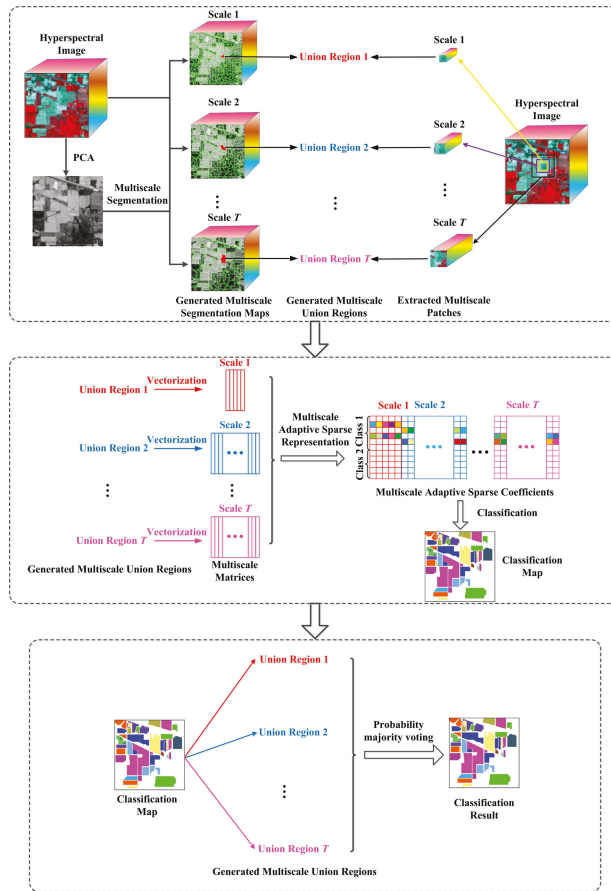 Scale 1
Hyperspectral
Image
Union Region 1
Scale 1
PCA
Multiscale
Segmentation
Scale 2
Union Region 2
Scale 2
Hyperspectral
Image
Scale T
Union Region T
Scale T
Generated Multiscale
Segmentation Maps
Generated Multiscale
Union Regions
Extracted Multiscale
Patches
Scale 1
Union Region 1
Vectorization
Scale 2
Union Region 2
Vectorization
Scale T
Union Region T
Vectorization
Generated Multiscale Union Regions
Multiscale
Matrices
Multiscale
Adaptive Sparse
Representation
Scale 1
Scale 2
Scale T
Class 1
Class 2
Multiscale Adaptive Sparse Coefficients
Classification
Classification
Map
Union Region 1
Union Region 2
Union Region T
Classification
Map
Generated Multiscale Union Regions
Probability
majority voting
Classification
Result